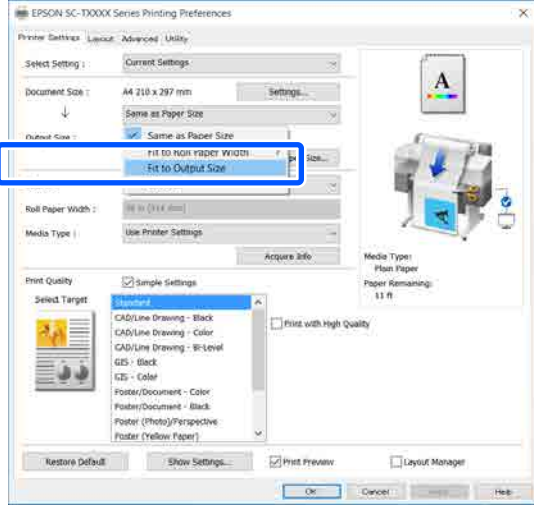 EPSON SC-TXXXX Series Printing Preferences
Printer Settings Layout Advanced Utility
Select Setting : Current Settings
Document Size : A4 210 x 297 mm Settings...
Same as Paper Size
Output Size :
Same as Paper Size
Fit to Roll Paper Width
Fit to Output Size
Roll Paper Width :
Media Type : Use Printer Settings
Acquire Info
Print Quality Simple Settings
Select Target
Standard
CAD/Line Drawing - Black
CAD/Line Drawing - Color
CAD/Line Drawing - Bi-Level
GIS - Black
GIS - Color
Poster/Document - Color
Poster/Document - Black
Poster (Photo)/Perspective
Poster (Yellow Paper)
Print with High Quality
A
Media Type:
Plain Paper
Paper Remaining:
11 ft
Restore Default Show Settings... Print Preview Layout Manager
OK Cancel Help